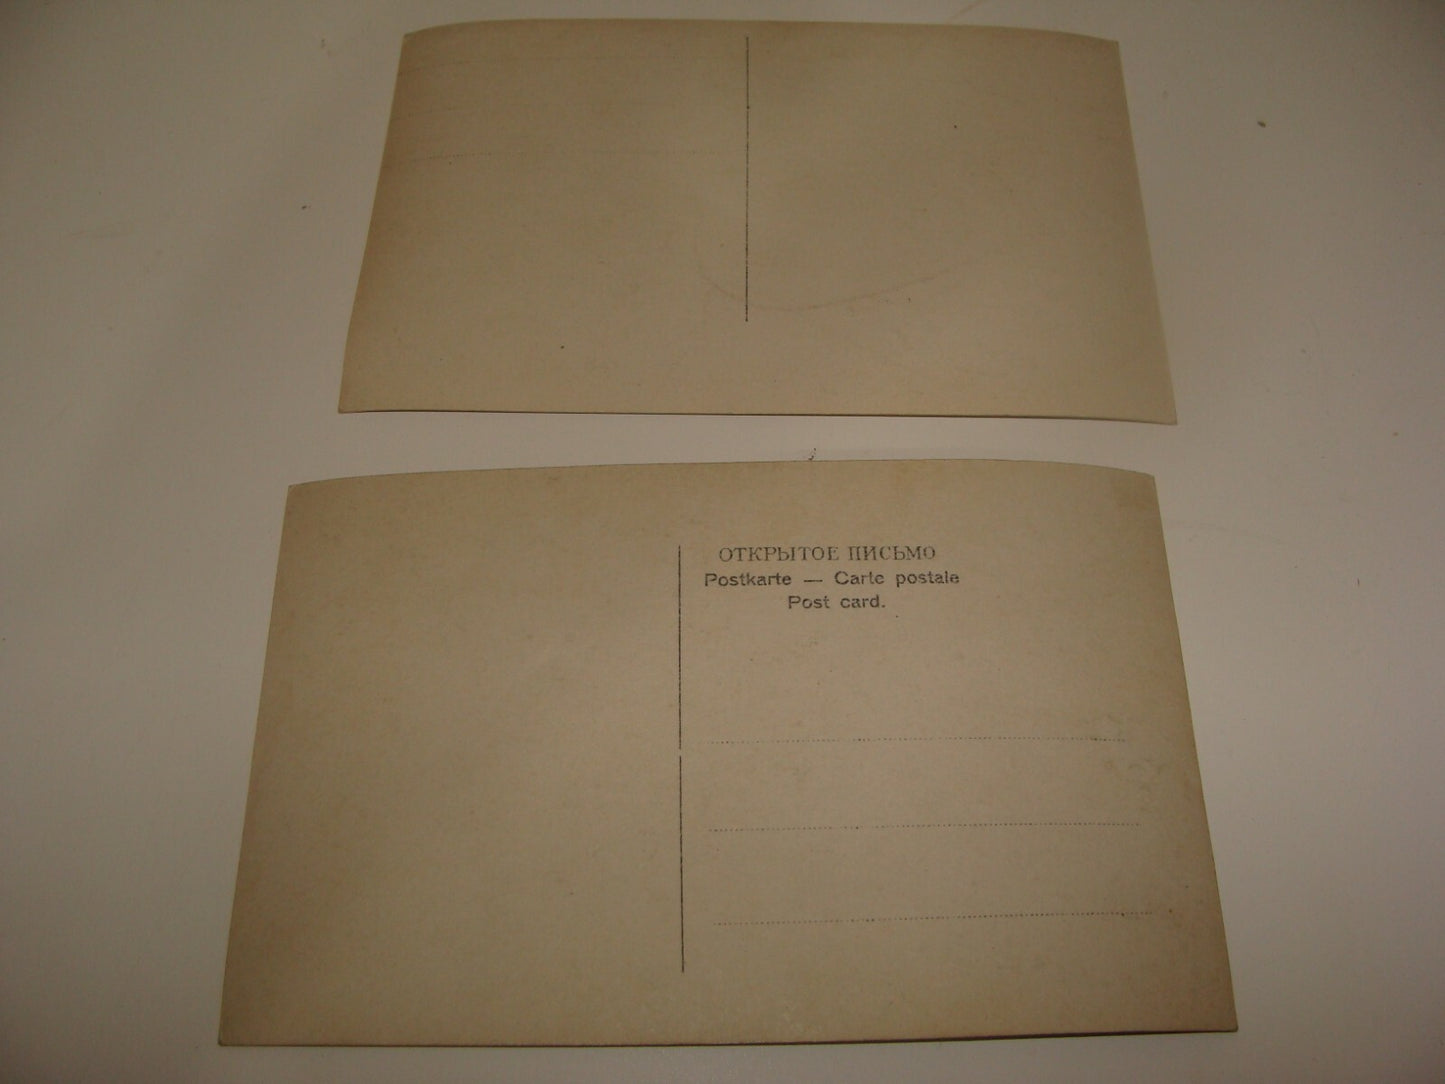 ОТКРЫТОЕ ПИСЬМО
Postkarte — Carte postale
Post card.